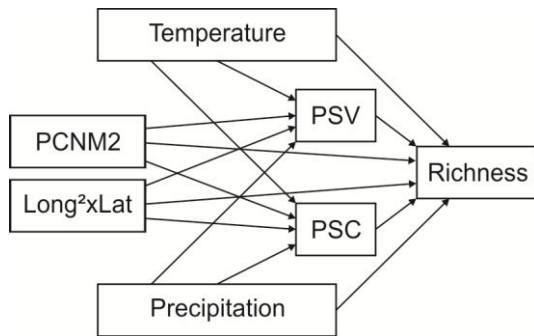 Temperature
PSV
PCNM2
Richness
Long²xLat
PSC
Precipitation